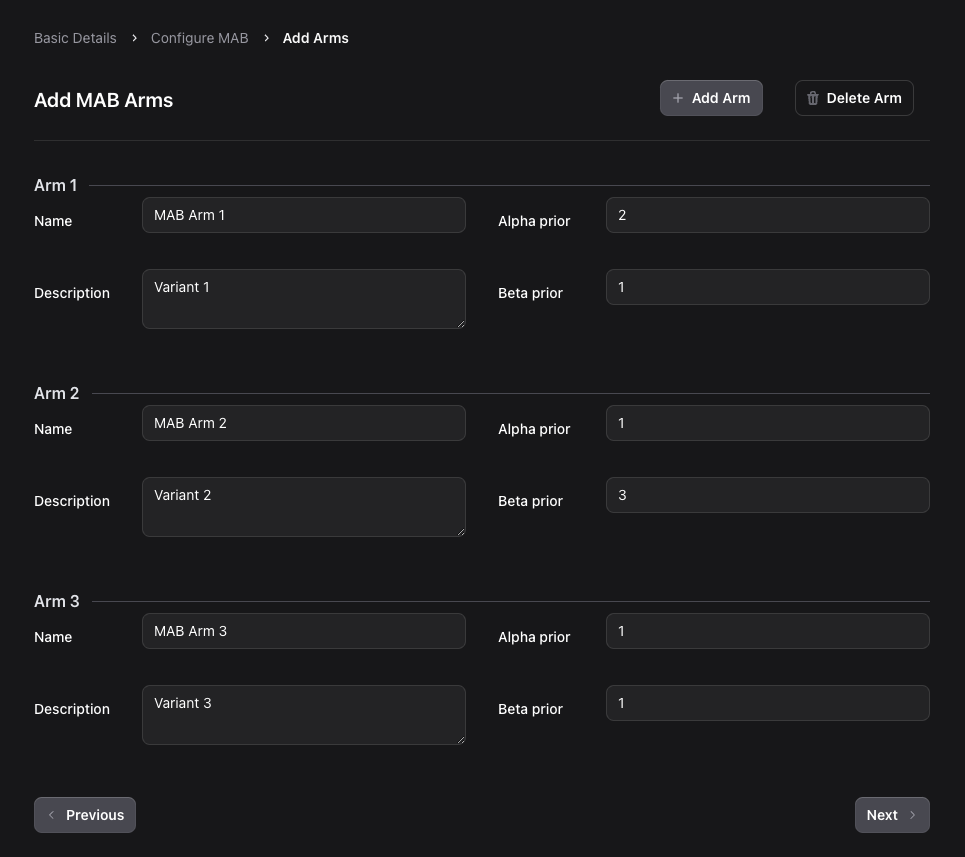 Basic Details > Configure MAB > Add Arms
Add MAB Arms
+ Add Arm
Delete Arm
Arm 1
Name MAB Arm 1 Alpha prior 2
Description Variant 1 Beta prior 1
Arm 2
Name MAB Arm 2 Alpha prior 1
Description Variant 2 Beta prior 3
Arm 3
Name MAB Arm 3 Alpha prior 1
Description Variant 3 Beta prior 1
< Previous
Next >